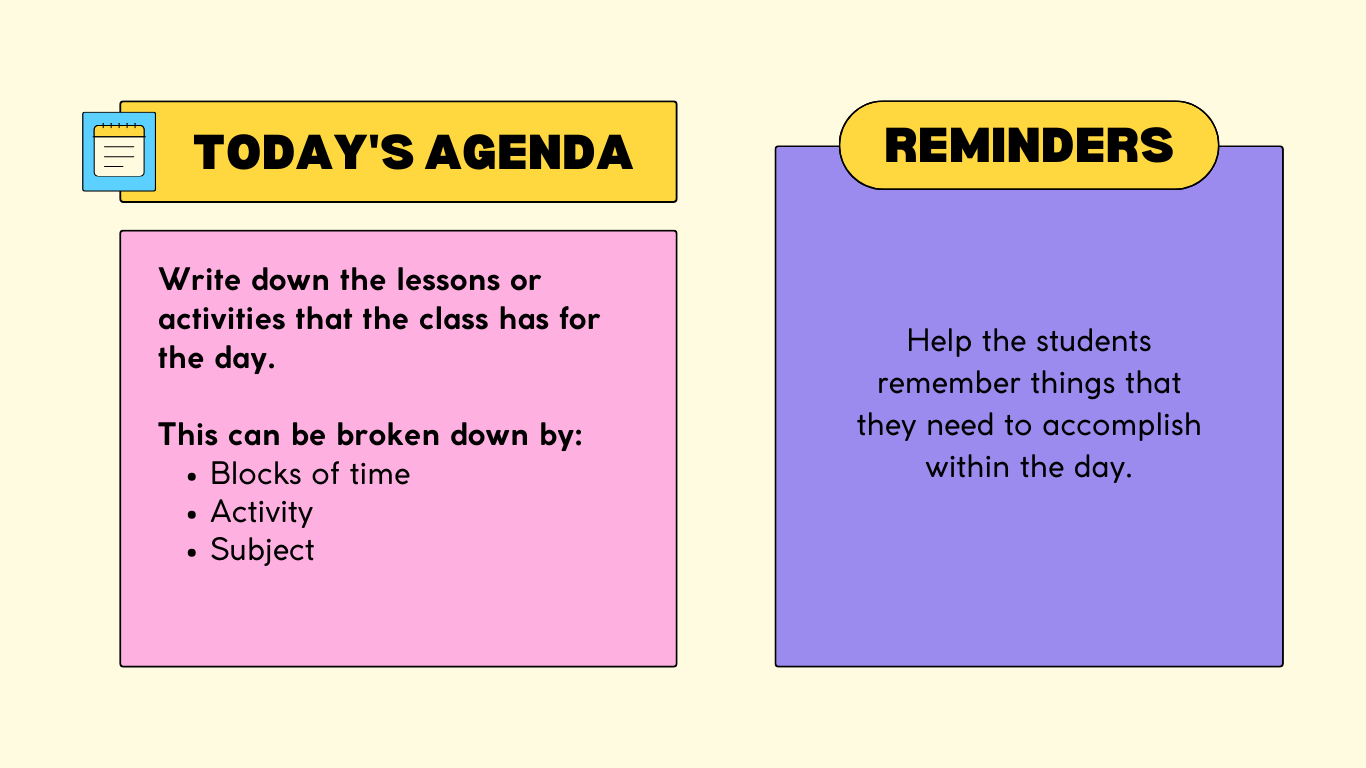 TODAY'S AGENDA
Write down the lessons or
activities that the class has for
the day.
This can be broken down by:
• Blocks of time
• Activity
• Subject
REMINDERS
Help the students
remember things that
they need to accomplish
within the day.